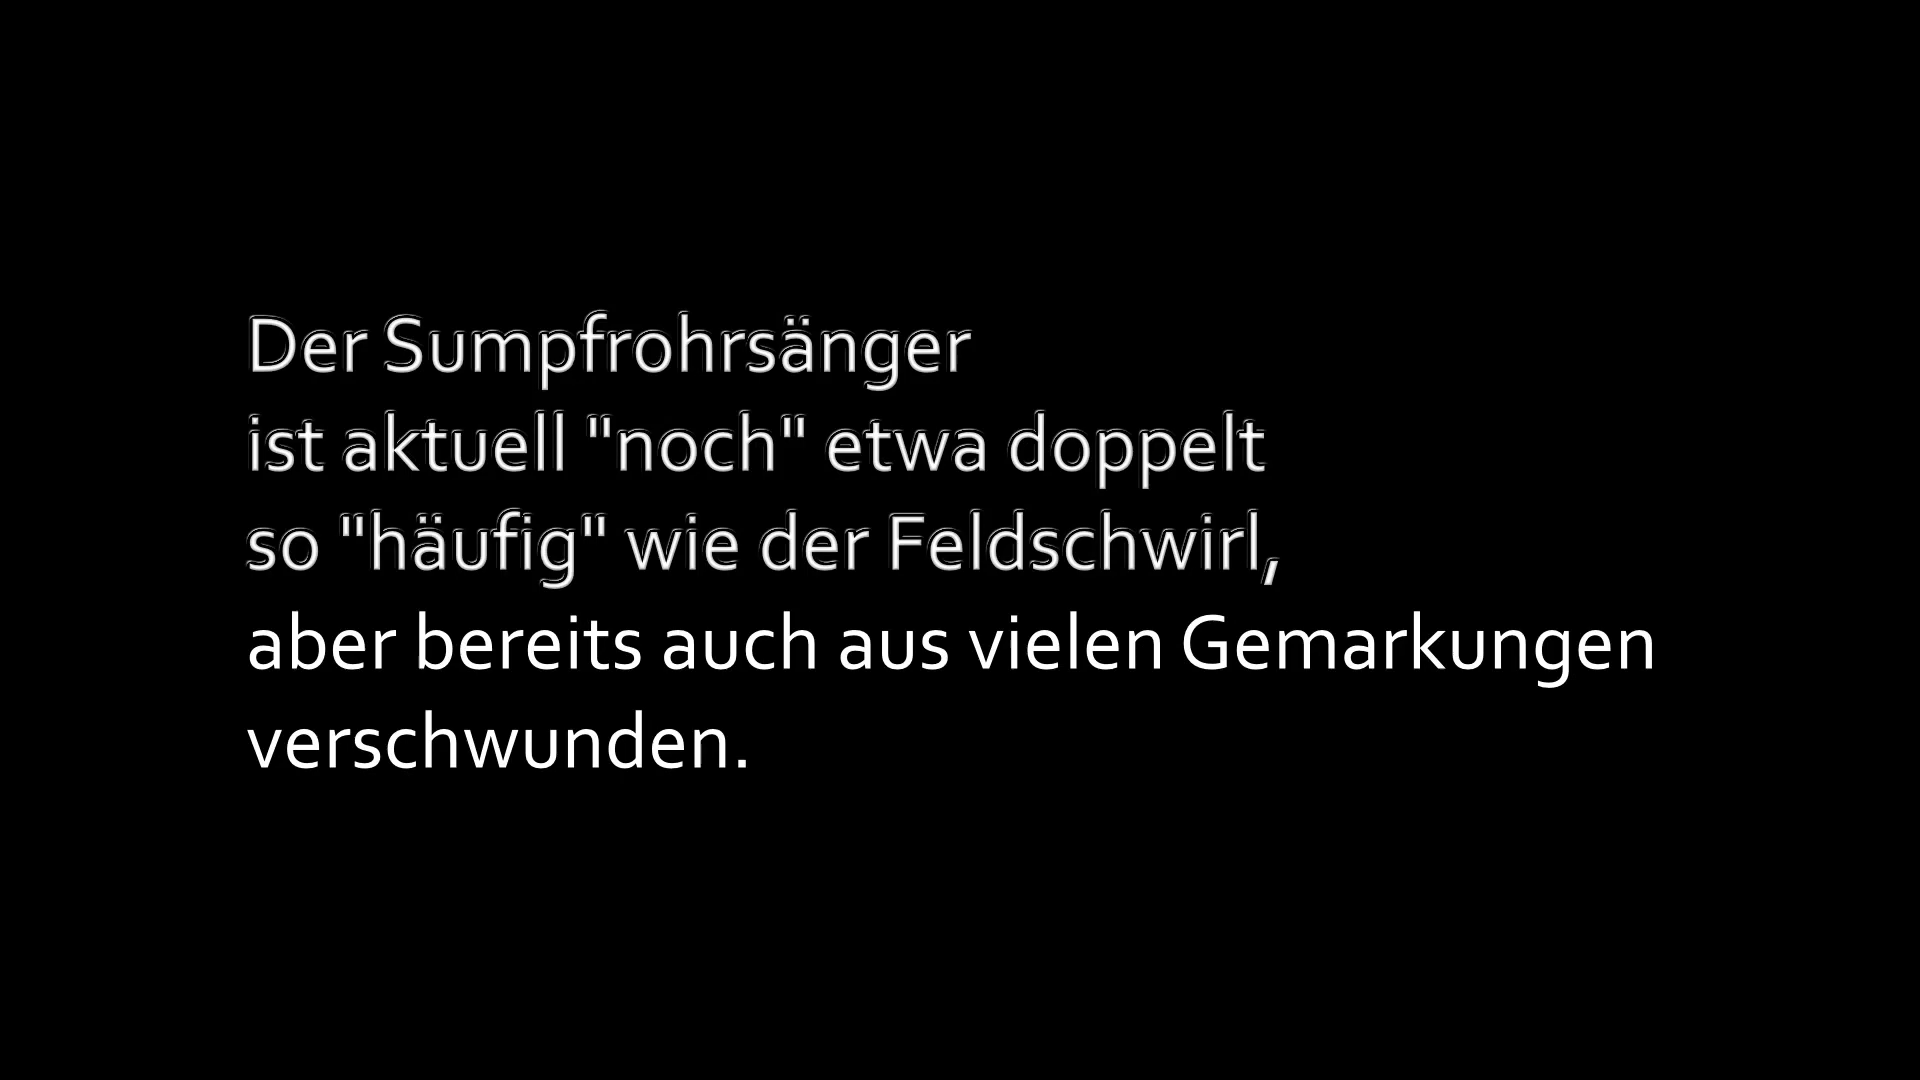 Der Sumpfrohrsänger
ist aktuell "noch" etwa doppelt
so "häufig" wie der Feldschwirl,
aber bereits auch aus vielen Gemarkungen
verschwunden.